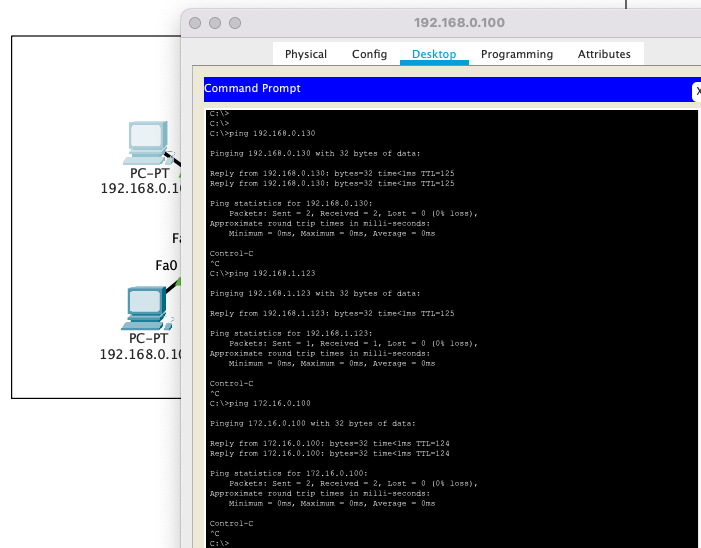 192.168.0.100
Physical Config Desktop Programming Attributes
Command Prompt
X
C:\>
C:\>
C:\>ping 192.168.0.130
Pinging 192.168.0.130 with 32 bytes of data:
Reply from 192.168.0.130: bytes=32 time<1ms TTL=125
Reply from 192.168.0.130: bytes=32 time<1ms TTL=125
Ping statistics for 192.168.0.130:
Packets: Sent = 2, Received = 2, Lost = 0 (0% loss),
Approximate round trip times in milli-seconds:
Minimum = 0ms, Maximum = 0ms, Average = 0ms
Control-C
^C
C:\>ping 192.168.1.123
Pinging 192.168.1.123 with 32 bytes of data:
Reply from 192.168.1.123: bytes=32 time<1ms TTL=125
Ping statistics for 192.168.1.123:
Packets: Sent = 1, Received = 1, Lost = 0 (0% loss),
Approximate round trip times in milli-seconds:
Minimum = 0ms, Maximum = 0ms, Average = 0ms
Control-C
^C
C:\>ping 172.16.0.100
Pinging 172.16.0.100 with 32 bytes of data:
Reply from 172.16.0.100: bytes=32 time<1ms TTL=124
Reply from 172.16.0.100: bytes=32 time<1ms TTL=124
Ping statistics for 172.16.0.100:
Packets: Sent = 2, Received = 2, Lost = 0 (0% loss),
Approximate round trip times in milli-seconds:
Minimum = 0ms, Maximum = 0ms, Average = 0ms
Control-C
^C
C:\>
PC-PT
192.168.0.1
Fa
Fa0
PC-PT
192.168.0.1